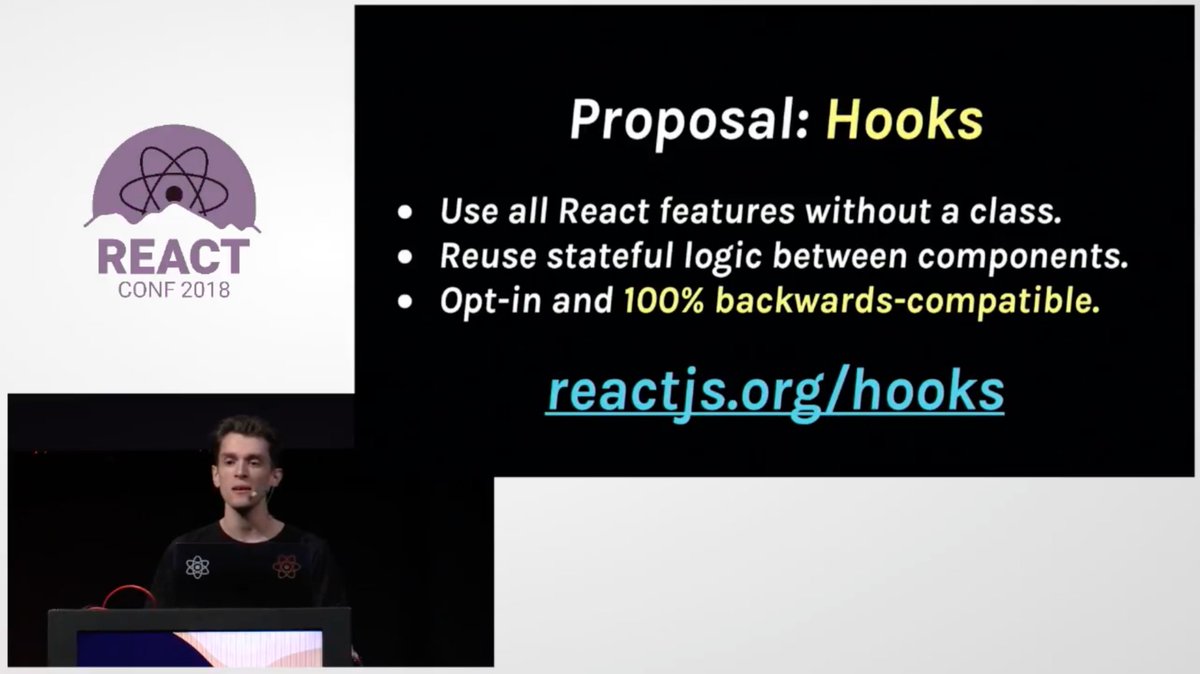 REACT
CONF 2018
Proposal: Hooks
• Use all React features without a class.
• Reuse stateful logic between components.
• Opt-in and 100% backwards-compatible.
reactjs.org/hooks